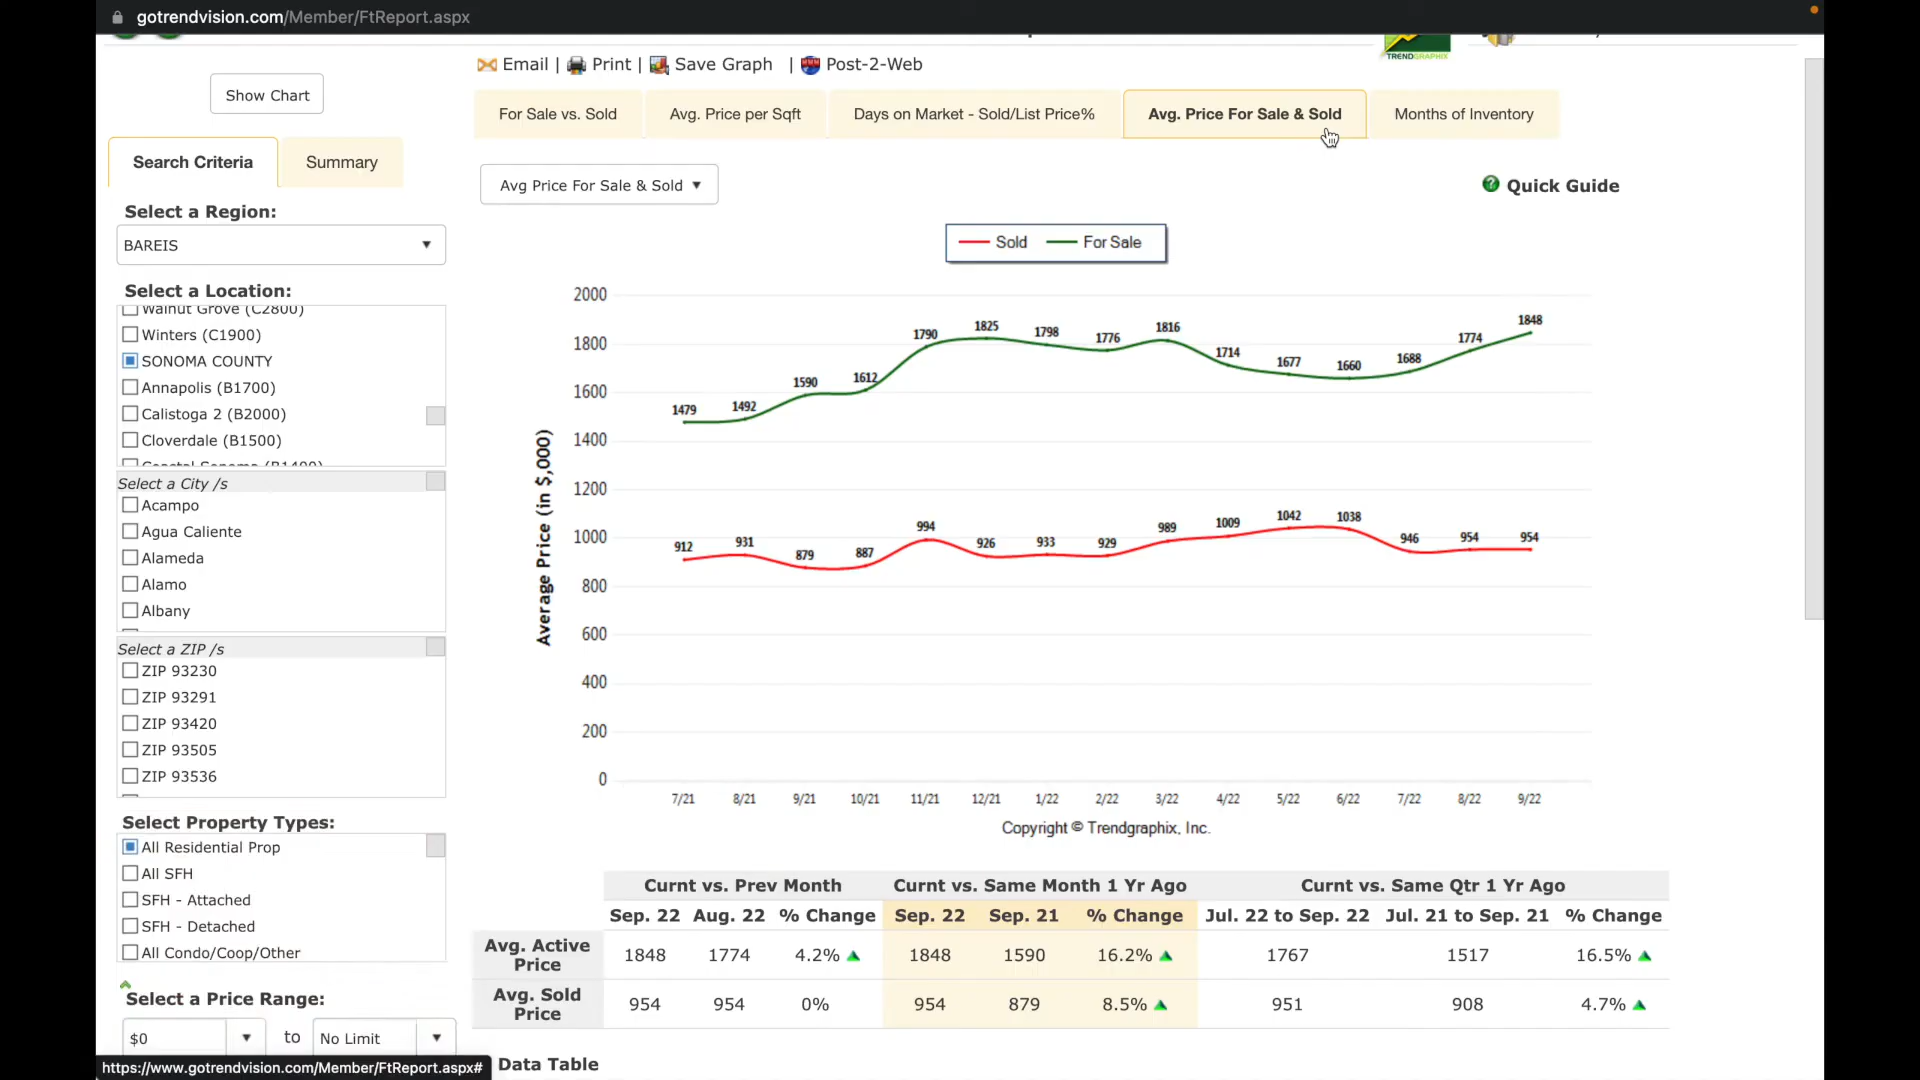 gotrendvision.com/Member/FtReport.aspx
TRENDGRAPHIX
Email | Print | Save Graph | Post-2-Web
Show Chart
For Sale vs. Sold
Avg. Price per Sqft
Days on Market - Sold/List Price%
Avg. Price For Sale & Sold
Months of Inventory
Search Criteria
Summary
Avg Price For Sale & Sold
Quick Guide
Select a Region:
BAREIS
Select a Location:
Walnut Grove (C2800)
Winters (C1900)
SONOMA COUNTY
Annapolis (B1700)
Calistoga 2 (B2000)
Cloverdale (B1500)
Coastal Sonoma (B1400)
Select a City /s
Acampo
Agua Caliente
Alameda
Alamo
Albany
Select a ZIP /s
ZIP 93230
ZIP 93291
ZIP 93420
ZIP 93505
ZIP 93536
Select Property Types:
All Residential Prop
All SFH
SFH - Attached
SFH - Detached
All Condo/Coop/Other
Select a Price Range:
$0 to No Limit
https://www.gotrendvision.com/Member/FtReport.aspx#
Sold For Sale
Average Price (in $,000)
2000
1800
1600
1400
1200
1000
800
600
400
200
0
1479 1492 1590 1612 1790 1825 1798 1776 1816 1714 1677 1660 1688 1774 1848
912 931 879 887 994 926 933 929 989 1009 1042 1038 946 954 954
7/21 8/21 9/21 10/21 11/21 12/21 1/22 2/22 3/22 4/22 5/22 6/22 7/22 8/22 9/22
Copyright © Trendgraphix, Inc.
Curnt vs. Prev Month Curnt vs. Same Month 1 Yr Ago Curnt vs. Same Qtr 1 Yr Ago
Sep. 22 Aug. 22 % Change Sep. 22 Sep. 21 % Change Jul. 22 to Sep. 22 Jul. 21 to Sep. 21 % Change
Avg. Active
Price
1848 1774 4.2% 1848 1590 16.2% 1767 1517 16.5%
Avg. Sold
Price
954 954 0% 954 879 8.5% 951 908 4.7%
Data Table